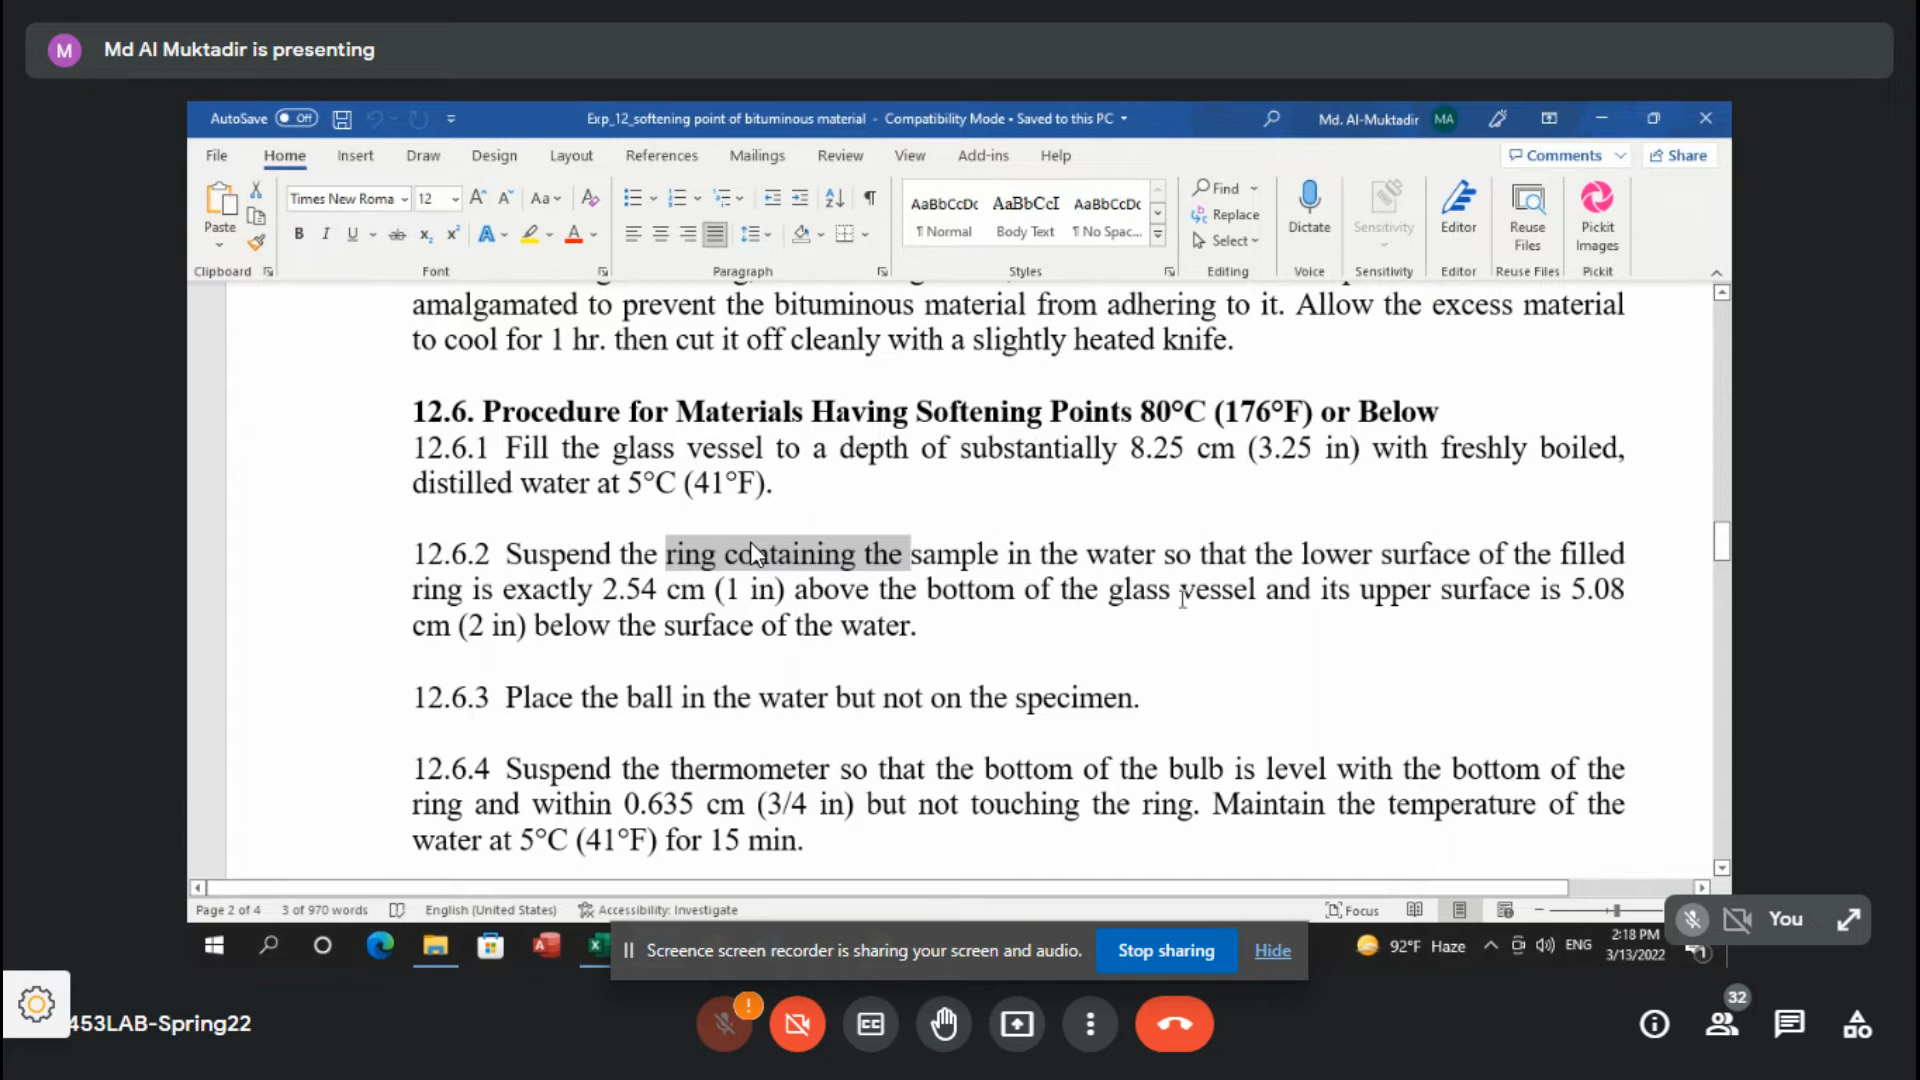 M Md Al Muktadir is presenting
AutoSave Off Exp_12_softening point of bituminous material - Compatibility Mode • Saved to this PC Md. Al-Muktadir MA
File Home Insert Draw Design Layout References Mailings Review View Add-ins Help Comments Share
Paste Times New Roma 12 A A Aa A AaBbCcDc AaBbCcI AaBbCcDc Find Replace Select Dictate Sensitivity Editor Reuse Files Pickit Images
B I U ab x2 x2 A A ¶ Normal Body Text ¶ No Spac...
Clipboard Font Paragraph Styles Editing Voice Sensitivity Editor Reuse Files Pickit
amalgamated to prevent the bituminous material from adhering to it. Allow the excess material
to cool for 1 hr. then cut it off cleanly with a slightly heated knife.
12.6. Procedure for Materials Having Softening Points 80°C (176°F) or Below
12.6.1 Fill the glass vessel to a depth of substantially 8.25 cm (3.25 in) with freshly boiled,
distilled water at 5°C (41°F).
12.6.2 Suspend the ring containing the sample in the water so that the lower surface of the filled
ring is exactly 2.54 cm (1 in) above the bottom of the glass vessel and its upper surface is 5.08
cm (2 in) below the surface of the water.
12.6.3 Place the ball in the water but not on the specimen.
12.6.4 Suspend the thermometer so that the bottom of the bulb is level with the bottom of the
ring and within 0.635 cm (3/4 in) but not touching the ring. Maintain the temperature of the
water at 5°C (41°F) for 15 min.
Page 2 of 4 3 of 970 words English (United States) Accessibility: Investigate Focus
You
Screence screen recorder is sharing your screen and audio. Stop sharing Hide
92°F Haze ENG 2:18 PM
3/13/2022 1
453LAB-Spring22
32